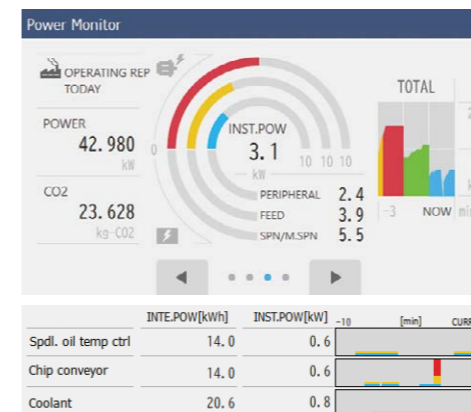 Power Monitor
OPERATING REP
TODAY
POWER
42.980
kW
CO2
23.628
kg-CO2
0
INST.POW
3.1
kW
10 10 10
PERIPHERAL 2.4
FEED 3.9
SPN/M.SPN 5.5
TOTAL
-3 NOW min
INTE.POW[kWh] INST.POW[kW] -10 [min] CURR
Spdl. oil temp ctrl 14.0 0.6
Chip conveyor 14.0 0.6
Coolant 20.6 0.8